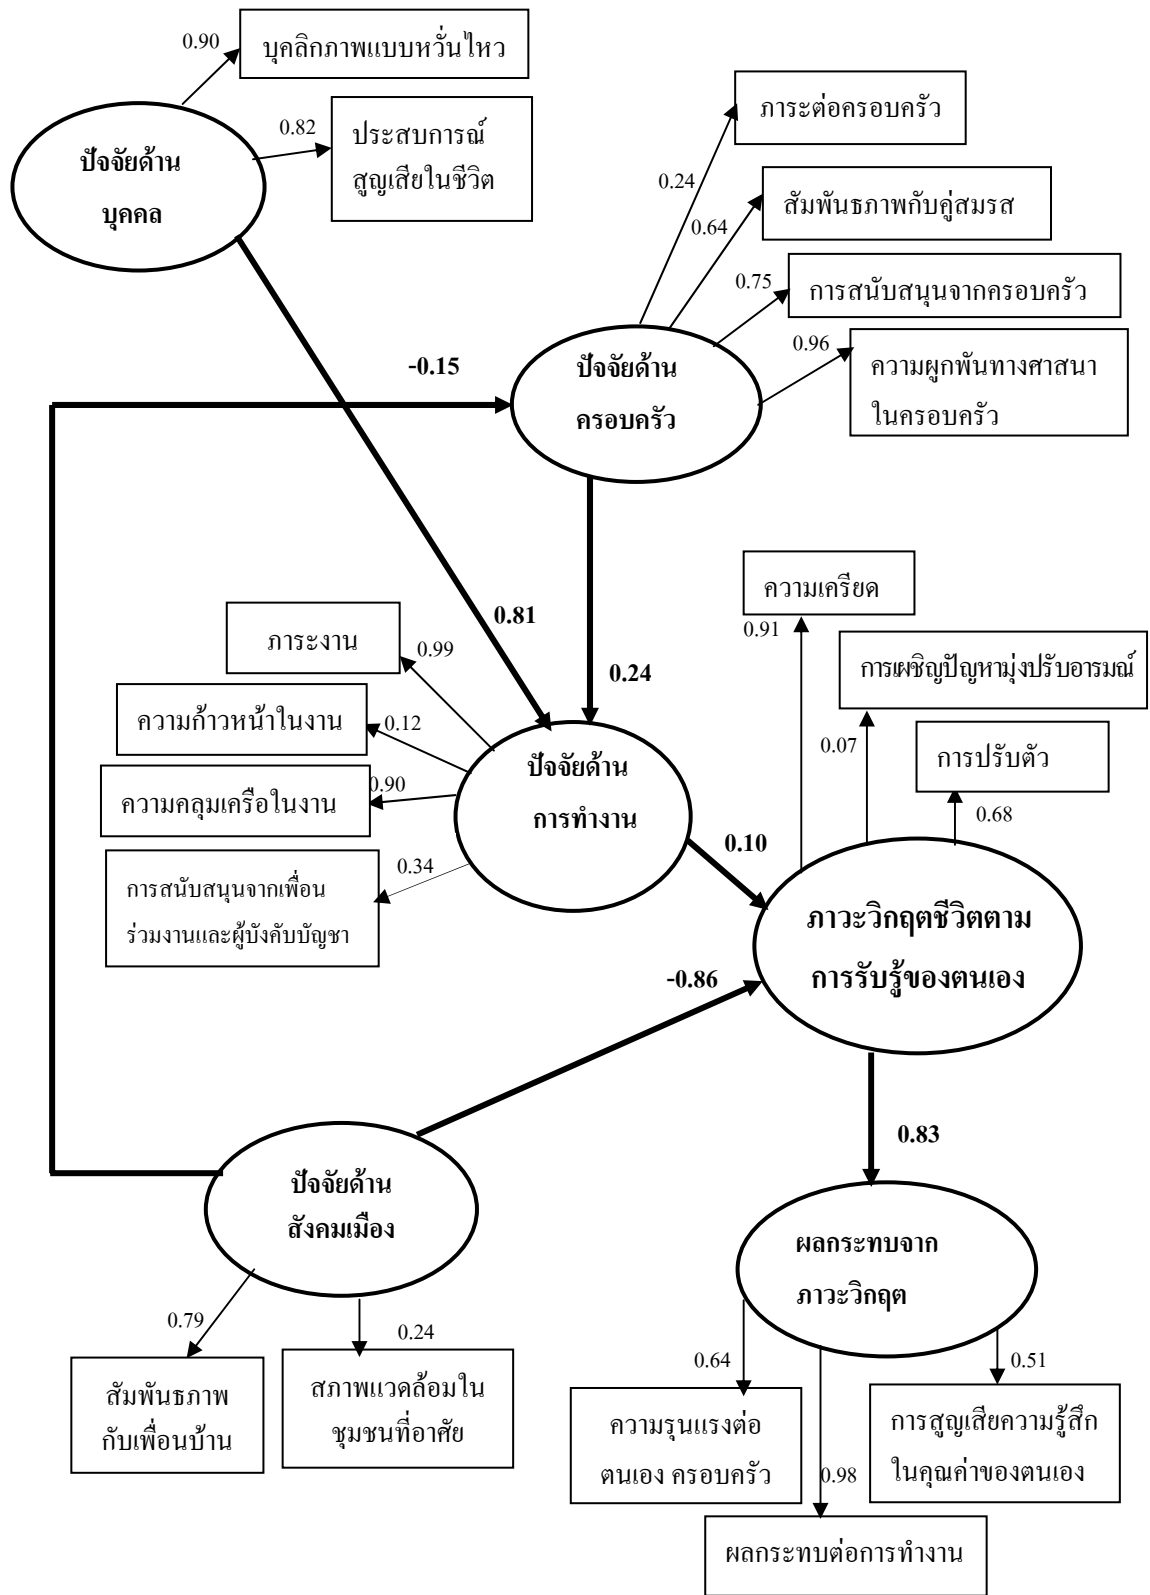 0.90
บุคลิกภาพแบบหวั่นไหว
0.82
ประสบการณ์
สูญเสียในชีวิต
ปัจจัยด้าน
บุคคล
ภาระต่อครอบครัว
0.24
สัมพันธภาพกับคู่สมรส
0.64
การสนับสนุนจากครอบครัว
0.75
0.96
ความผูกพันทางศาสนา
ในครอบครัว
-0.15
ปัจจัยด้าน
ครอบครัว
0.81
0.24
ภาระงาน
0.99
ความก้าวหน้าในงาน
0.12
ความคลุมเครือในงาน
0.90
การสนับสนุนจากเพื่อน
ร่วมงานและผู้บังคับบัญชา
0.34
ปัจจัยด้าน
การทำงาน
ความเครียด
0.91
การเผชิญปัญหามุ่งปรับอารมณ์
0.07
การปรับตัว
0.68
0.10
ภาวะวิกฤตชีวิตตาม
การรับรู้ของตนเอง
-0.86
0.83
ปัจจัยด้าน
สังคมเมือง
0.79
0.24
สัมพันธภาพ
กับเพื่อนบ้าน
สภาพแวดล้อมใน
ชุมชนที่อาศัย
ผลกระทบจาก
ภาวะวิกฤต
0.64
0.51
ความรุนแรงต่อ
ตนเอง ครอบครัว
0.98
การสูญเสียความรู้สึก
ในคุณค่าของตนเอง
ผลกระทบต่อการทำงาน